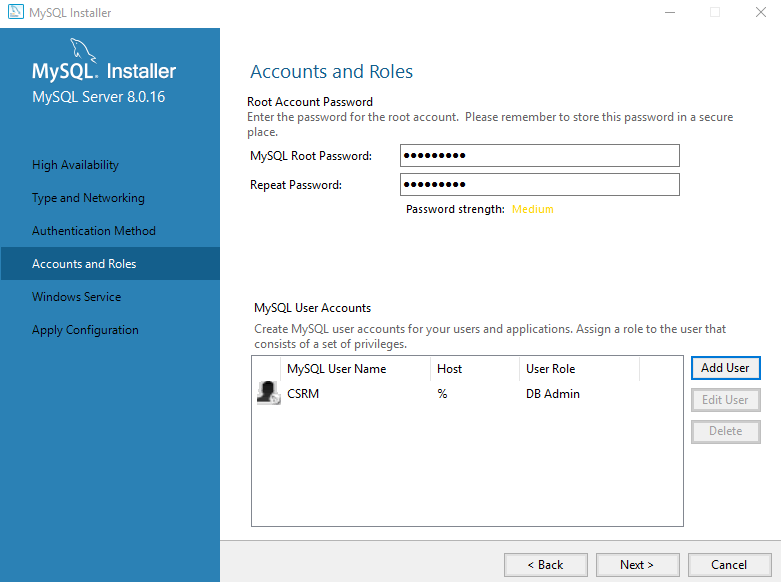 MySQL Installer
MySQL. Installer
MySQL Server 8.0.16
High Availability
Type and Networking
Authentication Method
Accounts and Roles
Windows Service
Apply Configuration
Accounts and Roles
Root Account Password
Enter the password for the root account.  Please remember to store this password in a secure
place.
MySQL Root Password: ●●●●●●●●●
Repeat Password: ●●●●●●●●●
Password strength: Medium
MySQL User Accounts
Create MySQL user accounts for your users and applications. Assign a role to the user that
consists of a set of privileges.
MySQL User Name Host User Role
CSRM % DB Admin
Add User
Edit User
Delete
< Back Next > Cancel